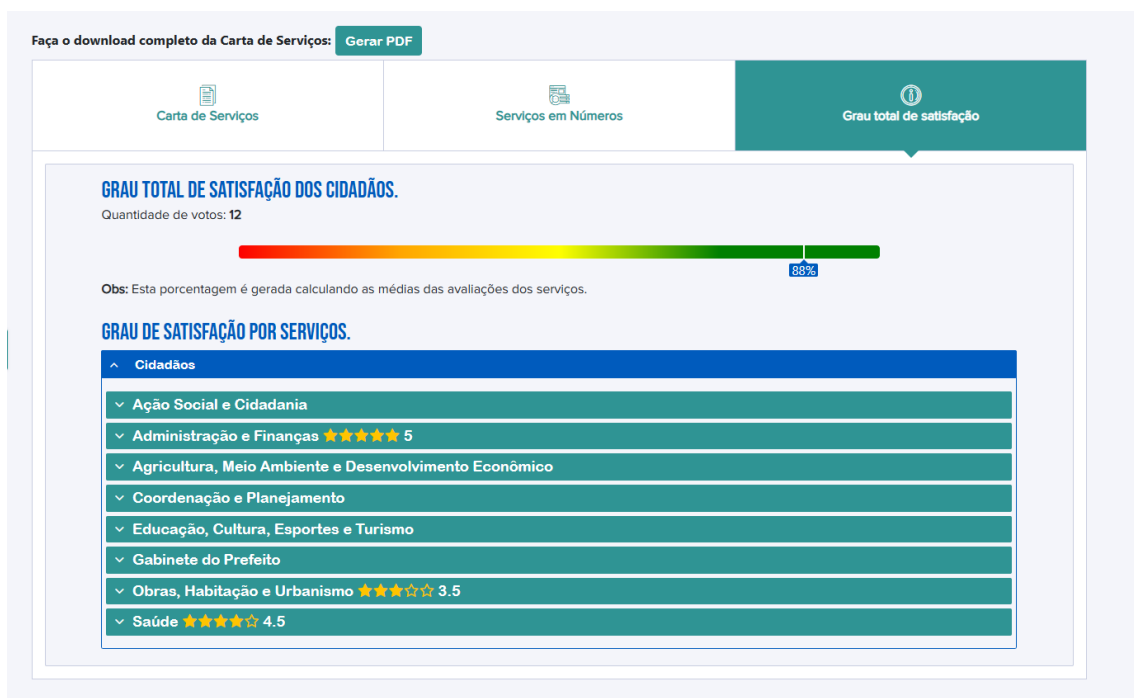 Faça o download completo da Carta de Serviços: Gerar PDF
Carta de Serviços
Serviços em Números
Grau total de satisfação
GRAU TOTAL DE SATISFAÇÃO DOS CIDADÃOS.
Quantidade de votos: 12
88%
Obs: Esta porcentagem é gerada calculando as médias das avaliações dos serviços.
GRAU DE SATISFAÇÃO POR SERVIÇOS.
Cidadãos
Ação Social e Cidadania
Administração e Finanças 5
Agricultura, Meio Ambiente e Desenvolvimento Econômico
Coordenação e Planejamento
Educação, Cultura, Esportes e Turismo
Gabinete do Prefeito
Obras, Habitação e Urbanismo 3.5
Saúde 4.5